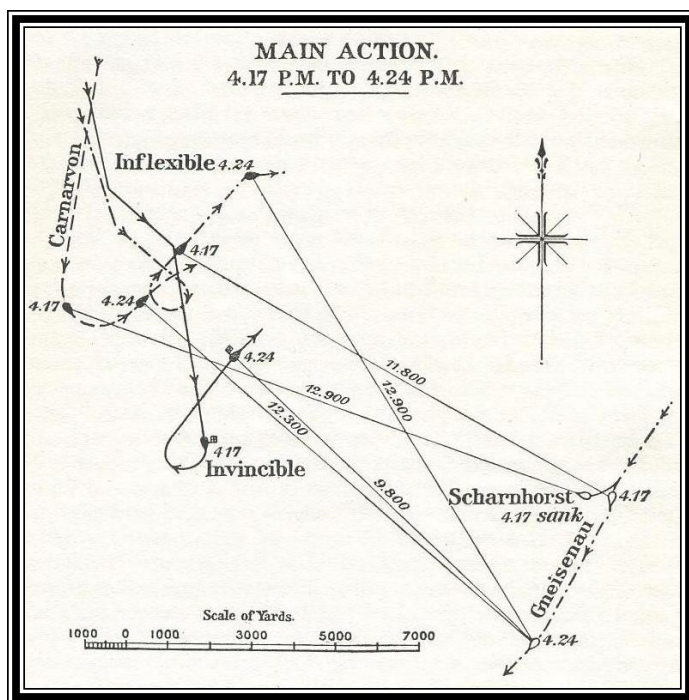 MAIN ACTION.
4.17 P.M. TO 4.24 P.M.
Inflexible 4.24
Carnarvon
4.17
4.17
4.24
4.24
11.800
12.900
12.900
12.300
4.17
Invincible
9.800
Scharnhorst
4.17
4.17 sank
Gneisenau
4.24
Scale of Yards.
1000 0 1000 3000 5000 7000